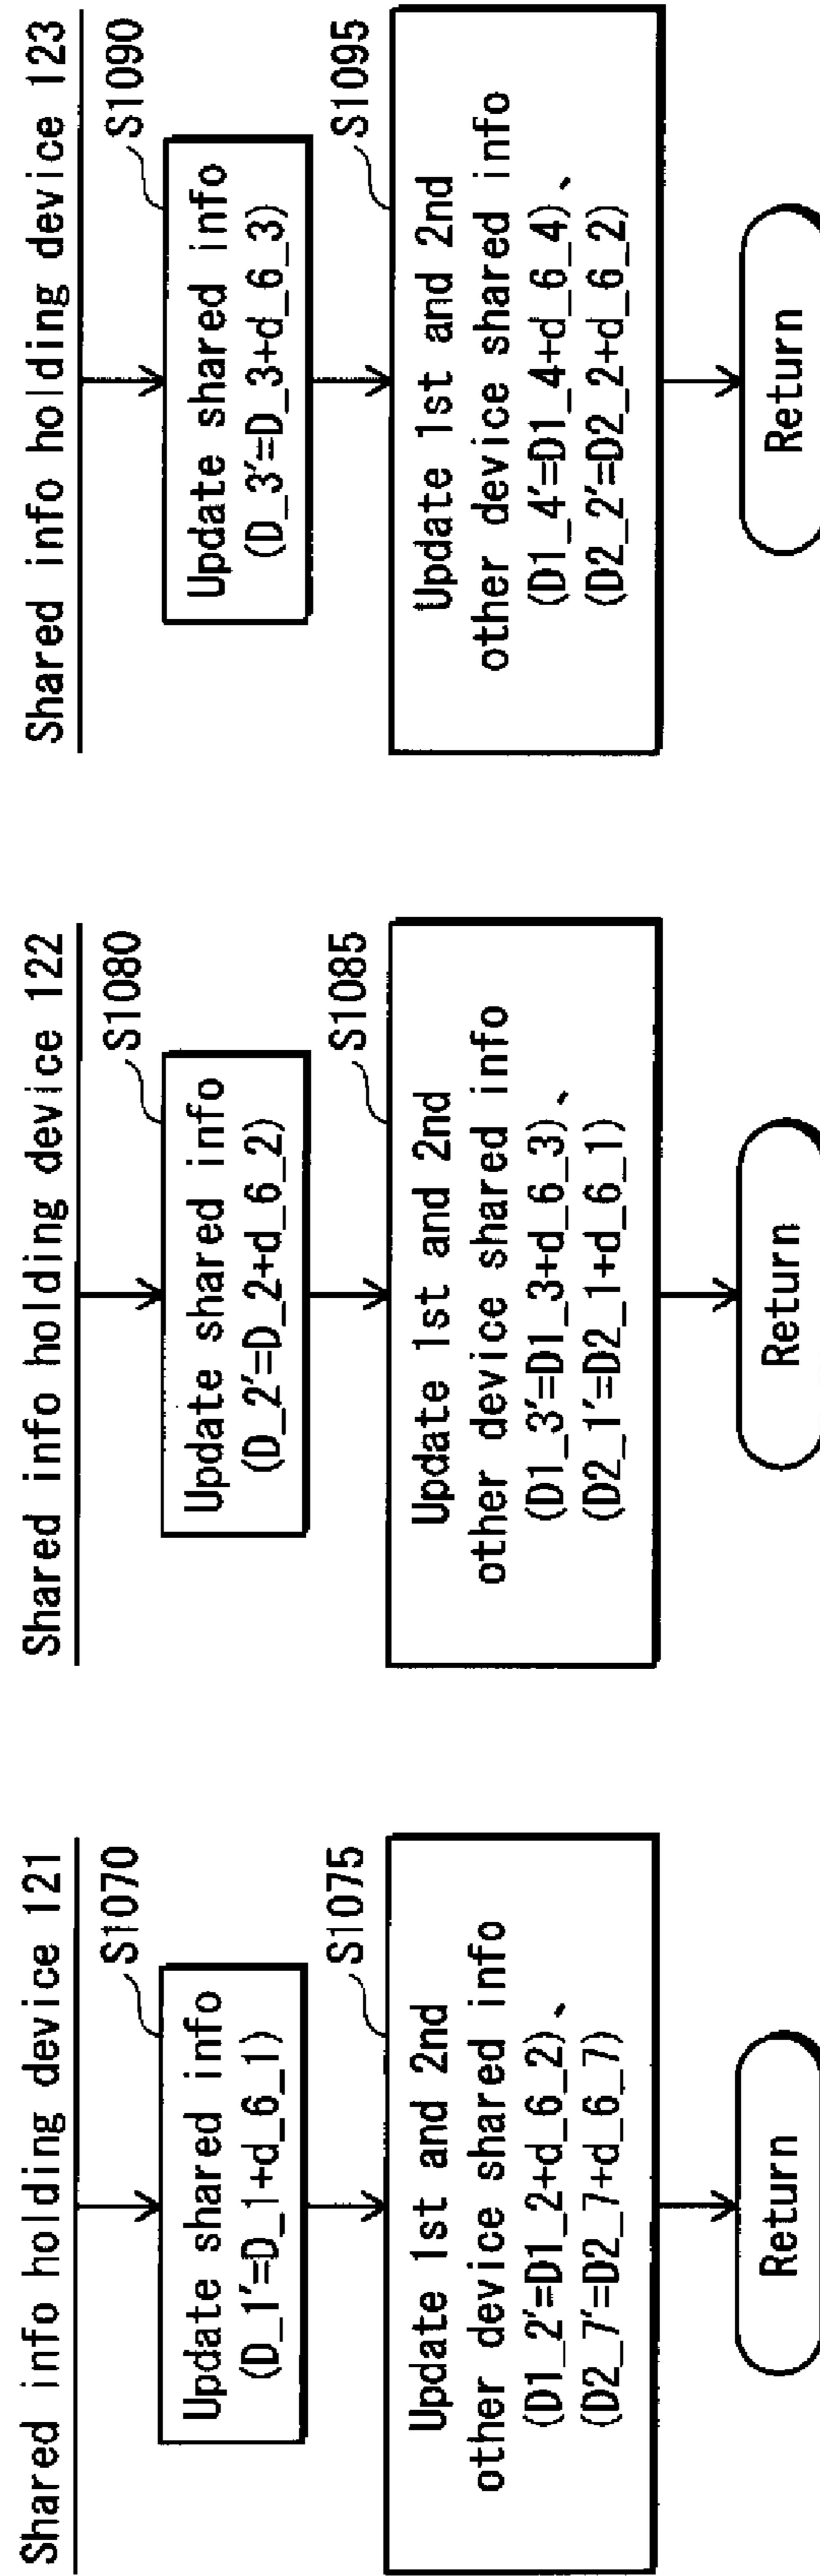 Shared info holding device 121
S1070
Update shared info
(D_1'=D_1+d_6_1)
S1075
Update 1st and 2nd
other device shared info
(D1_2'=D1_2+d_6_2)、
(D2_7'=D2_7+d_6_7)
Return
Shared info holding device 122
S1080
Update shared info
(D_2'=D_2+d_6_2)
S1085
Update 1st and 2nd
other device shared info
(D1_3'=D1_3+d_6_3)、
(D2_1'=D2_1+d_6_1)
Return
Shared info holding device 123
S1090
Update shared info
(D_3'=D_3+d_6_3)
S1095
Update 1st and 2nd
other device shared info
(D1_4'=D1_4+d_6_4)、
(D2_2'=D2_2+d_6_2)
Return